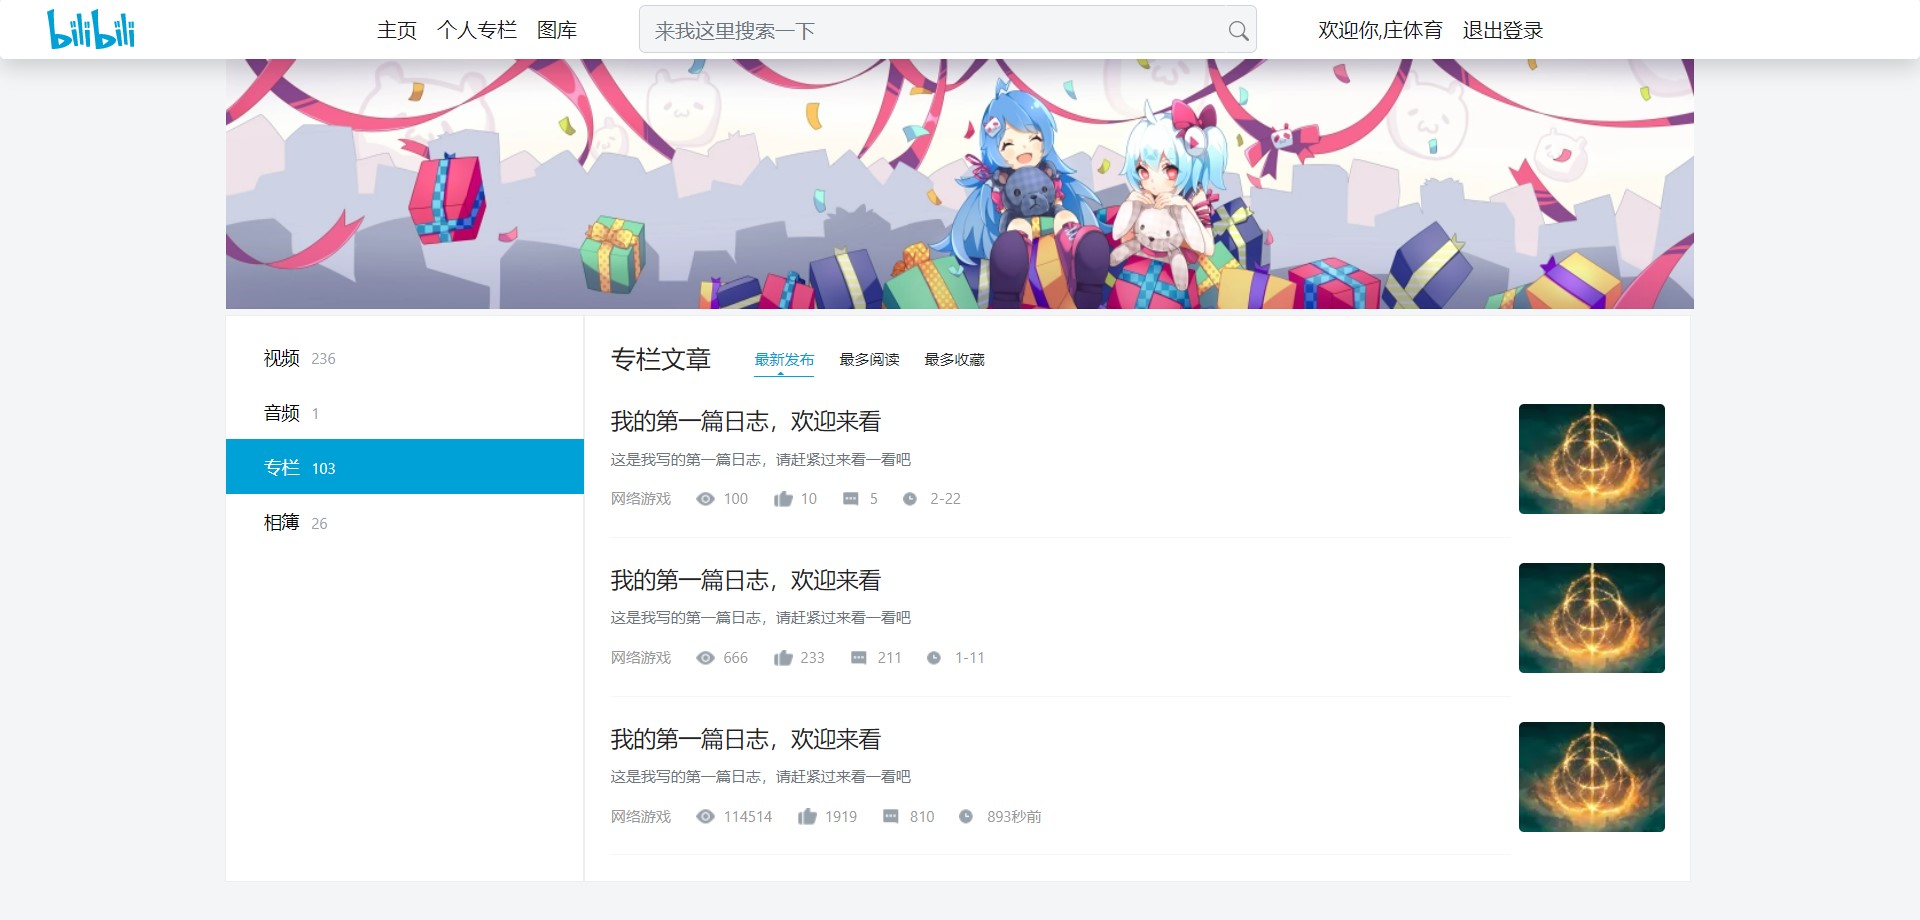 bilibili 主页 个人专栏 图库 来我这里搜索一下 欢迎你,庄体育 退出登录
视频 236
音频 1
专栏 103
相簿 26
专栏文章 最新发布 最多阅读 最多收藏
我的第一篇日志，欢迎来看
这是我写的第一篇日志，请赶紧过来看一看吧
网络游戏 100 10 5 2-22
我的第一篇日志，欢迎来看
这是我写的第一篇日志，请赶紧过来看一看吧
网络游戏 666 233 211 1-11
我的第一篇日志，欢迎来看
这是我写的第一篇日志，请赶紧过来看一看吧
网络游戏 114514 1919 810 893秒前